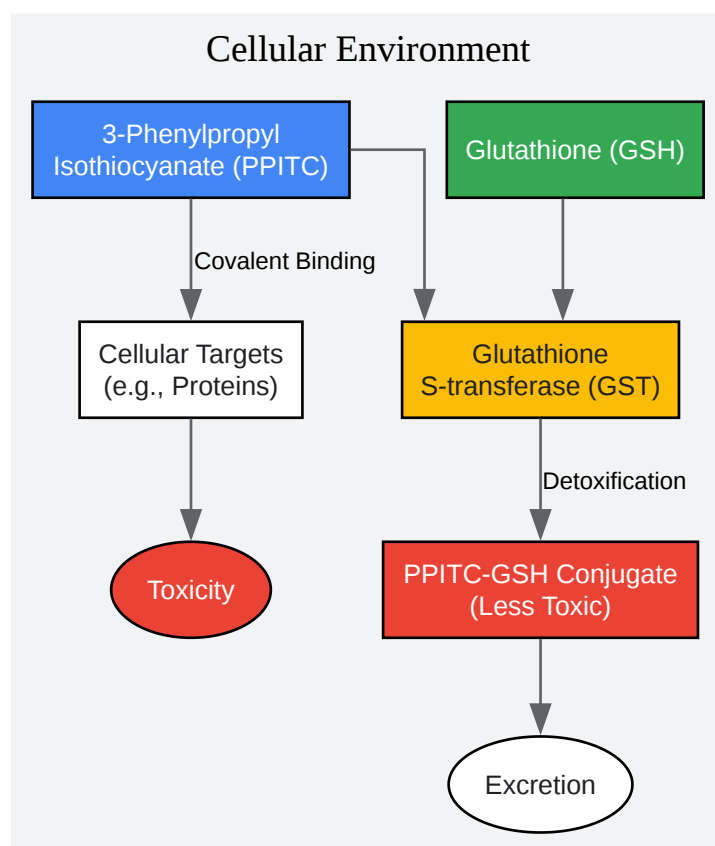 Cellular Environment
3-Phenylpropyl
Isothiocyanate (PPITC)
Glutathione (GSH)
Covalent Binding
Cellular Targets
(e.g., Proteins)
Glutathione
S-transferase (GST)
Detoxification
Toxicity
PPITC-GSH Conjugate
(Less Toxic)
Excretion